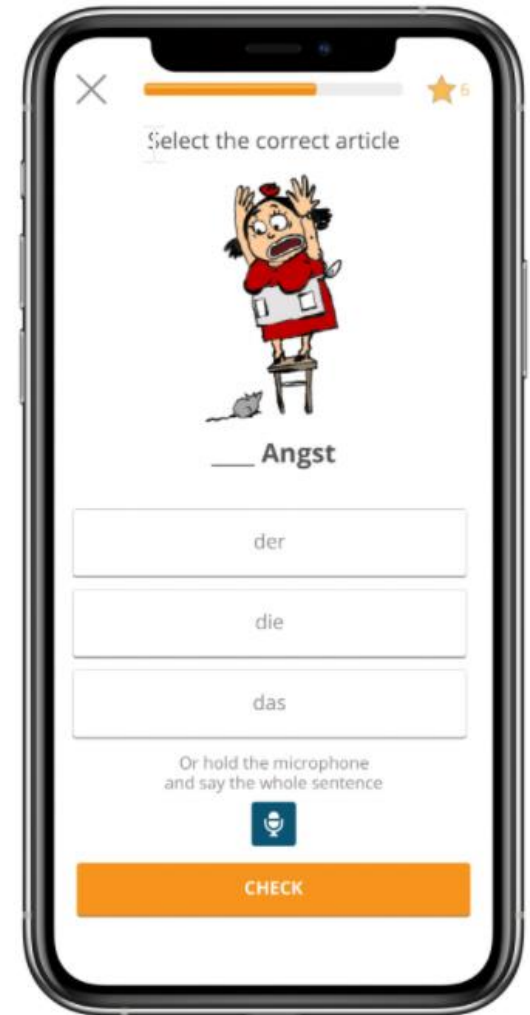 6
Select the correct article
___ Angst
der
die
das
Or hold the microphone
and say the whole sentence
CHECK